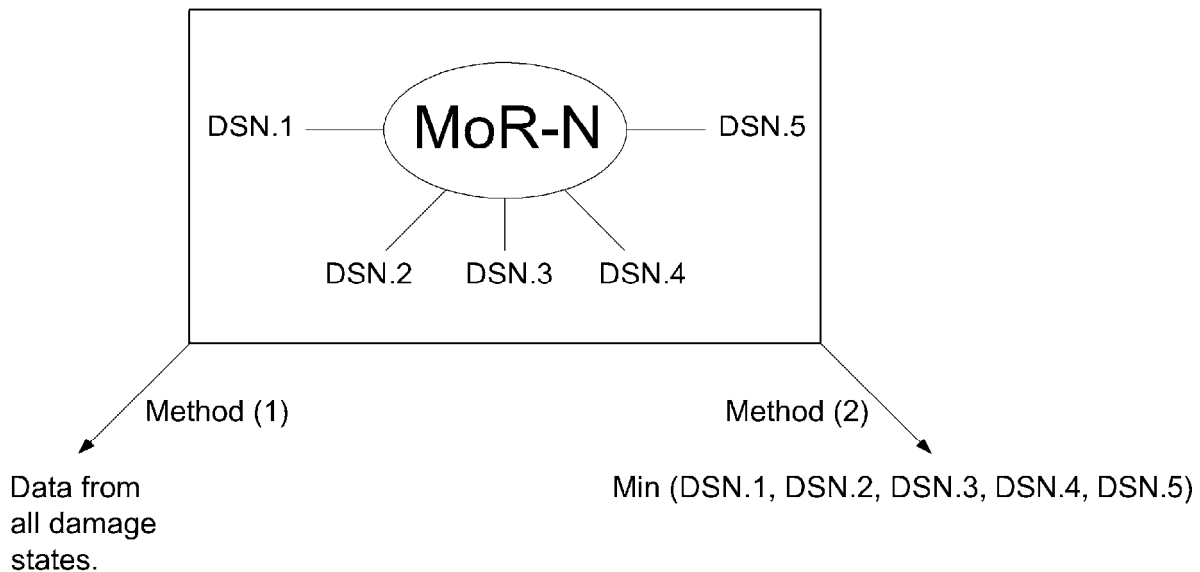 MoR-N
DSN.1
DSN.5
DSN.2
DSN.3
DSN.4
Method (1)
Method (2)
Data from
all damage
states.
Min (DSN.1, DSN.2, DSN.3, DSN.4, DSN.5)